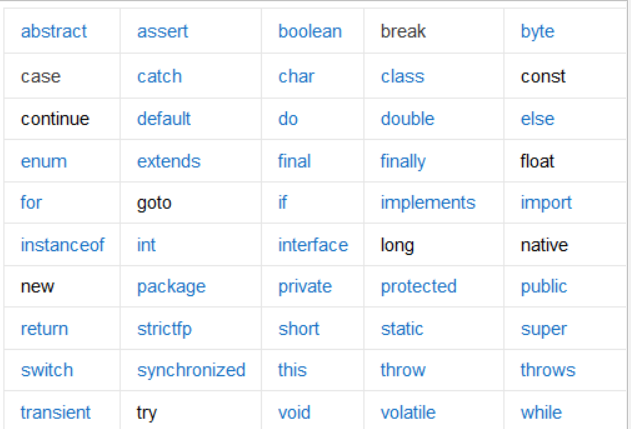 abstract assert boolean break byte
case catch char class const
continue default do double else
enum extends final finally float
for goto if implements import
instanceof int interface long native
new package private protected public
return strictfp short static super
switch synchronized this throw throws
transient try void volatile while